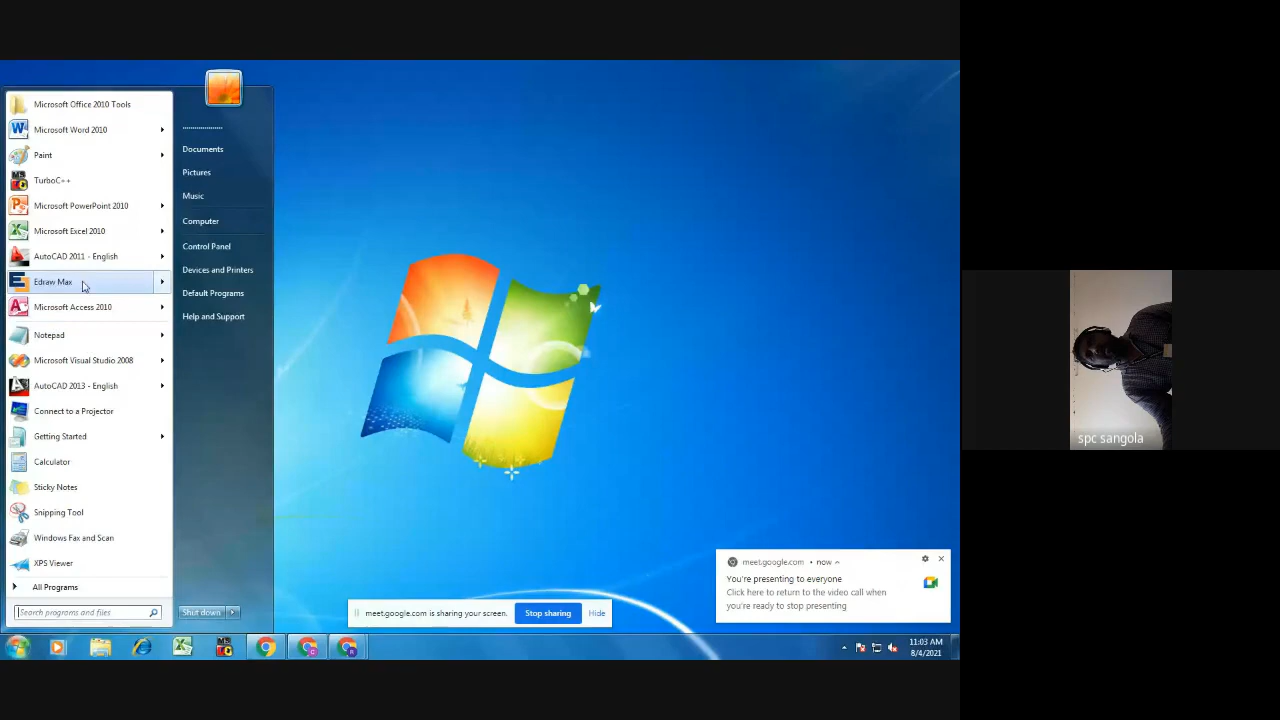 Microsoft Office 2010 Tools
Microsoft Word 2010
Paint
TurboC++
Microsoft PowerPoint 2010
Microsoft Excel 2010
AutoCAD 2011 - English
Edraw Max
Microsoft Access 2010
Notepad
Microsoft Visual Studio 2008
AutoCAD 2013 - English
Connect to a Projector
Getting Started
Calculator
Sticky Notes
Snipping Tool
Windows Fax and Scan
XPS Viewer
All Programs
Search programs and files
....................
Documents
Pictures
Music
Computer
Control Panel
Devices and Printers
Default Programs
Help and Support
Shut down
meet.google.com is sharing your screen.
Stop sharing
Hide
meet.google.com • now
You're presenting to everyone
Click here to return to the video call when
you're ready to stop presenting
11:03 AM
8/4/2021
spc sangola